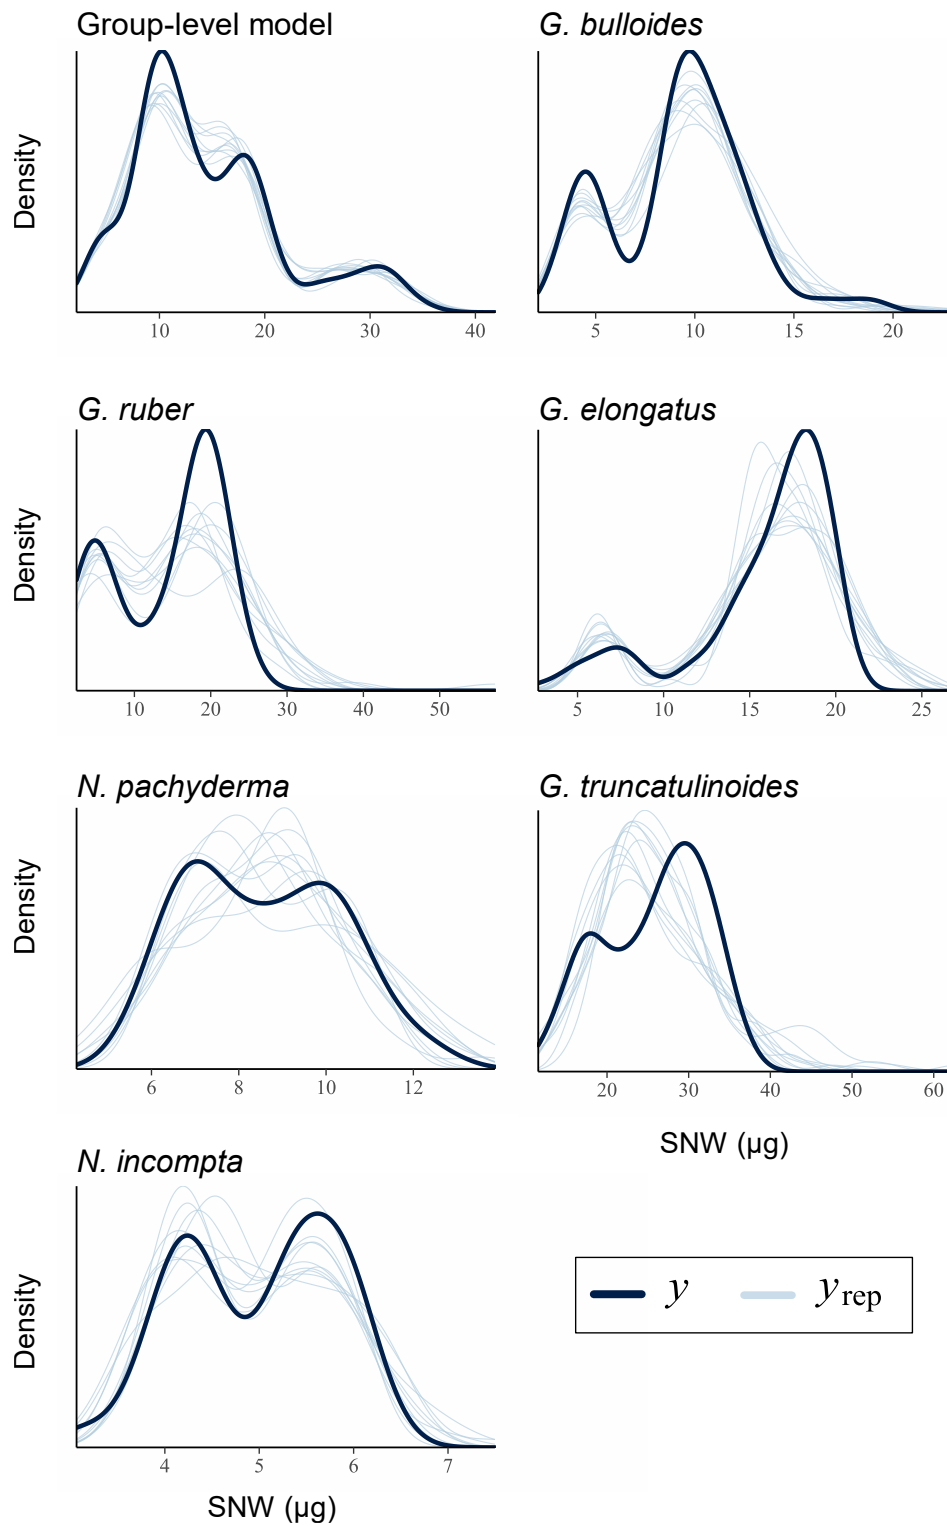 Group-level model
G. bulloides
Density
10 20 30 40
5 10 15 20
G. ruber
G. elongatus
Density
10 20 30 40 50
5 10 15 20 25
N. pachyderma
G. truncatulinoides
Density
6 8 10 12
20 30 40 50 60
SNW (µg)
N. incompta
Density
y yrep
4 5 6 7
SNW (µg)